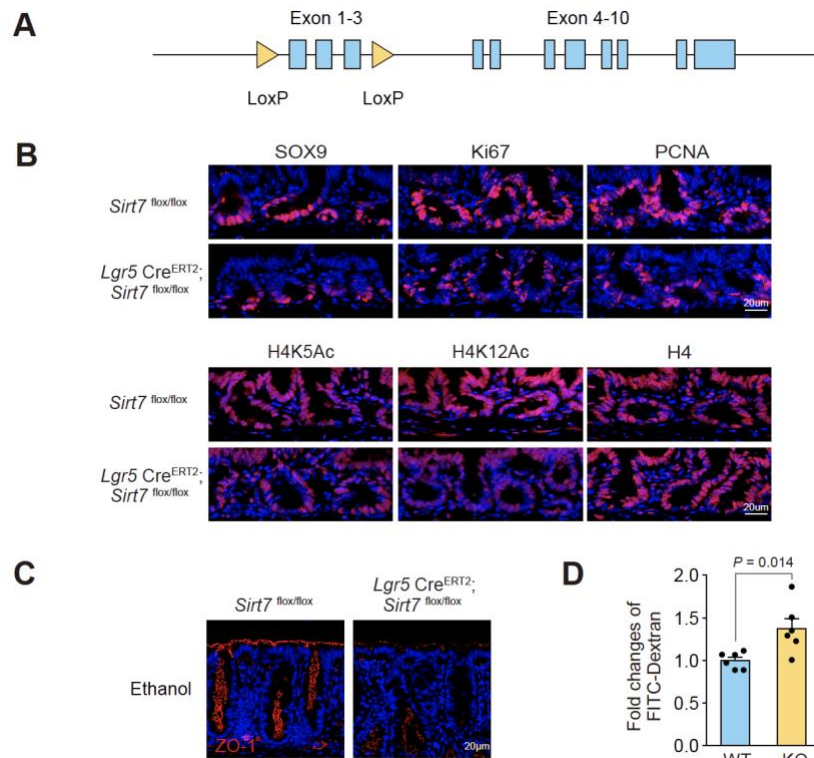 A
Exon 1-3
Exon 4-10
LoxP
LoxP
B
SOX9
Ki67
PCNA
Sirt7 flox/flox
Lgr5 CreERT2;
Sirt7 flox/flox
20um
H4K5Ac
H4K12Ac
H4
Sirt7 flox/flox
Lgr5 CreERT2;
Sirt7 flox/flox
20um
C
Sirt7 flox/flox
Lgr5 CreERT2;
Sirt7 flox/flox
Ethanol
ZO-1
20μm
D
P = 0.014
Fold changes of
FITC-Dextran
2.0
1.5
1.0
0.5
0.0
WT
KO